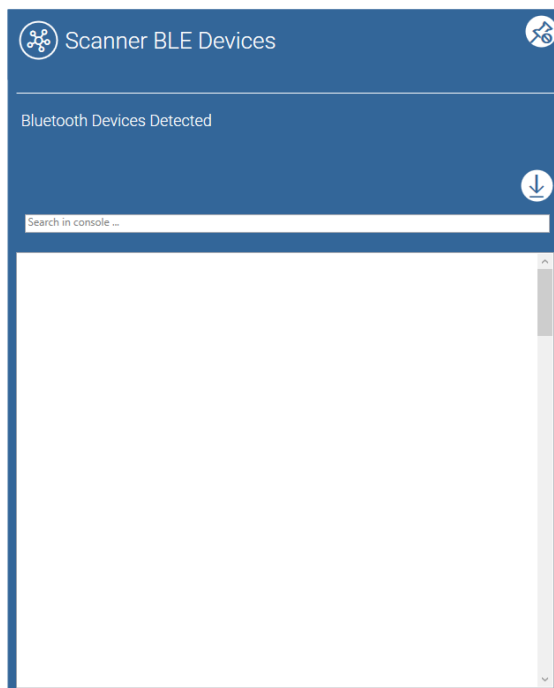 Scanner BLE Devices
Bluetooth Devices Detected
Search in console ...